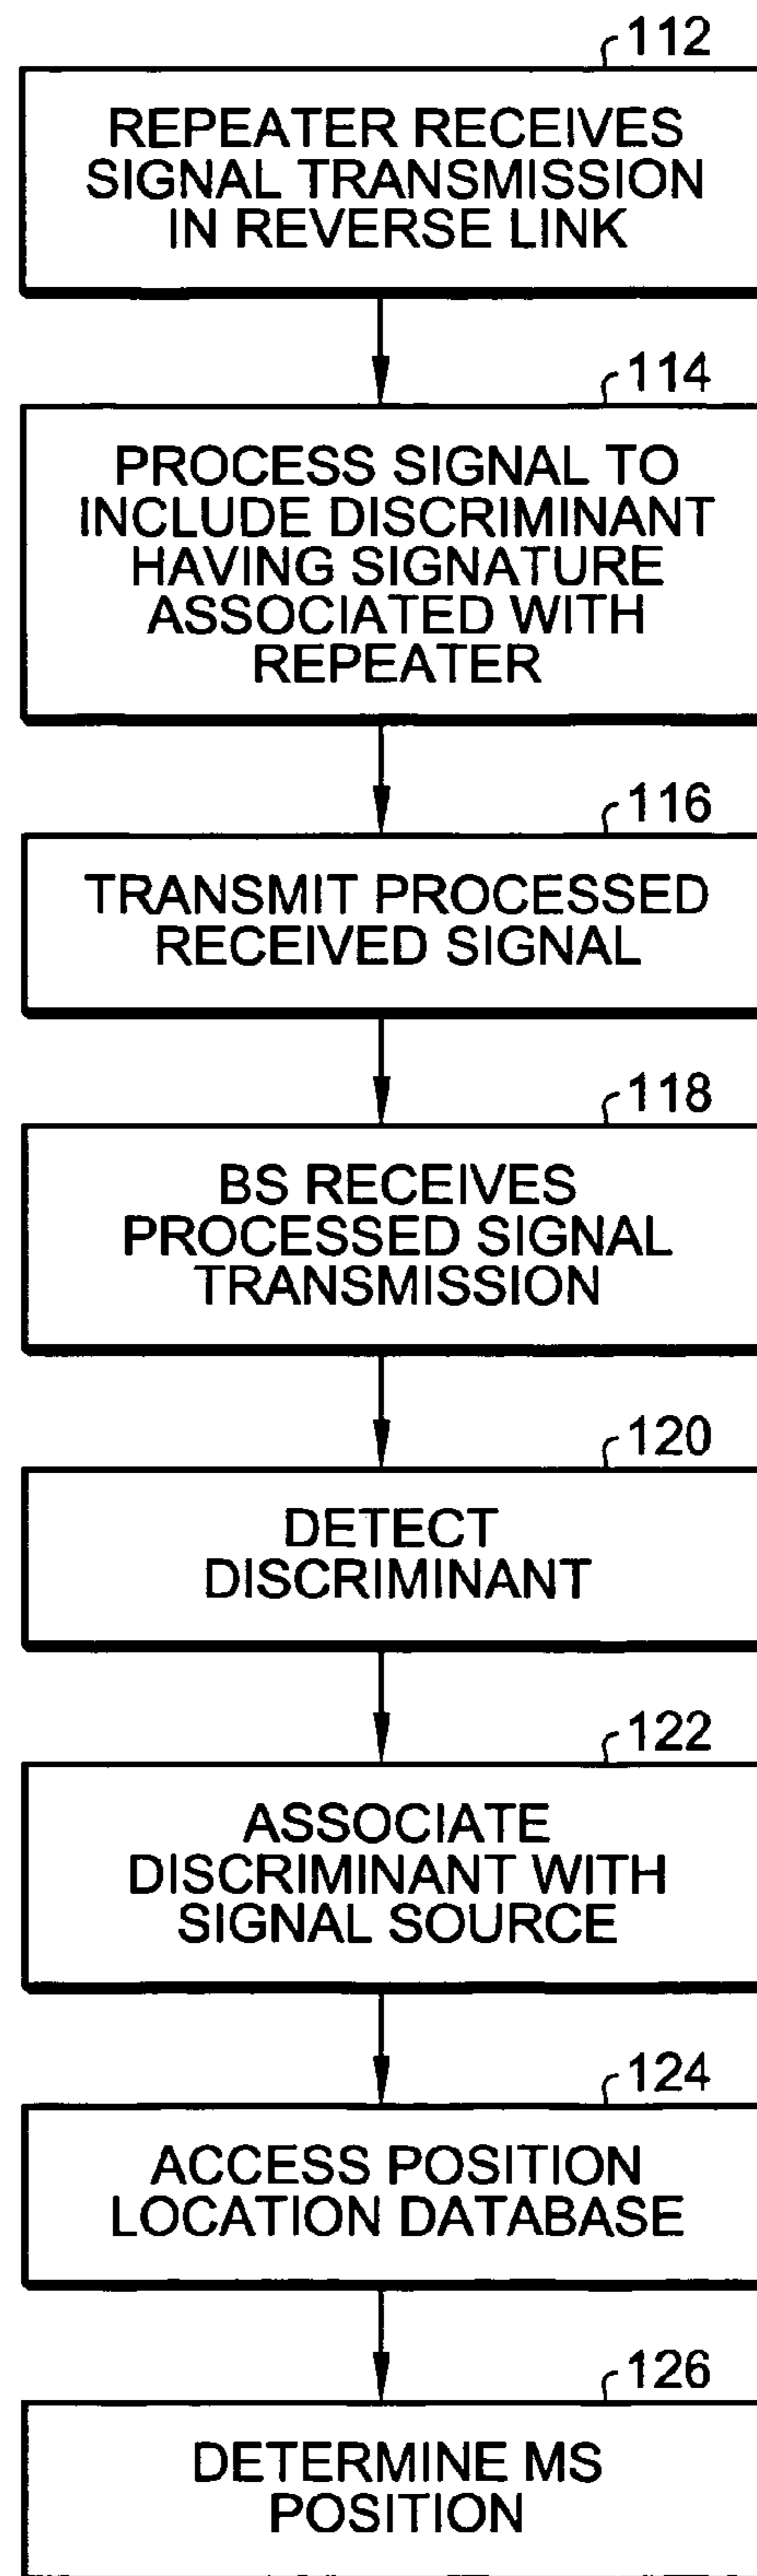 112
REPEATER RECEIVES
SIGNAL TRANSMISSION
IN REVERSE LINK
114
PROCESS SIGNAL TO
INCLUDE DISCRIMINANT
HAVING SIGNATURE
ASSOCIATED WITH
REPEATER
116
TRANSMIT PROCESSED
RECEIVED SIGNAL
118
BS RECEIVES
PROCESSED SIGNAL
TRANSMISSION
120
DETECT
DISCRIMINANT
122
ASSOCIATE
DISCRIMINANT WITH
SIGNAL SOURCE
124
ACCESS POSITION
LOCATION DATABASE
126
DETERMINE MS
POSITION